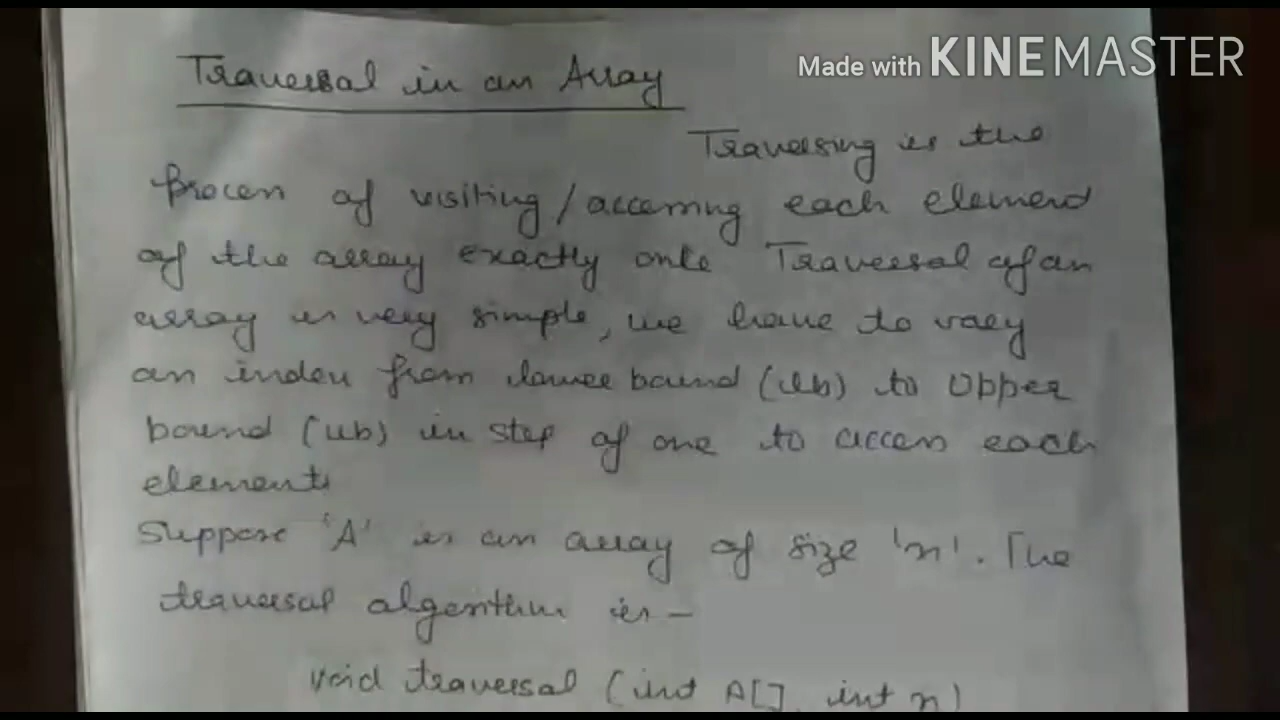 Made with KINEMASTER
Traversal in an Array
Traversing is the
process of visiting/accessing each element
of the array exactly once Traversal of an
array is very simple, we have to vary
an index from lower bound (lb) to Upper
bound (ub) in step of one to access each
elements
Suppose 'A' is an array of size 'n'. The
traversal algorithm is -
void traversal (int A[], int n)